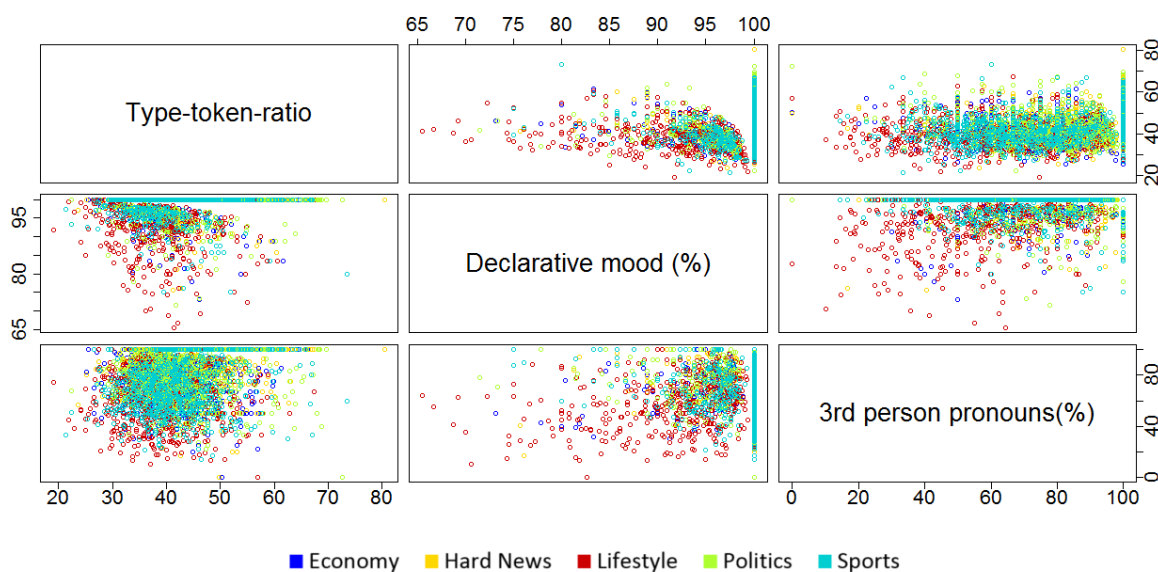 65 70 75 80 85 90 95 100
Type-token-ratio
20 40 60 80
65 80 95
Declarative mood (%)
3rd person pronouns(%)
0 40 80
20 30 40 50 60 70 80
0 20 40 60 80 100
Economy Hard News Lifestyle Politics Sports